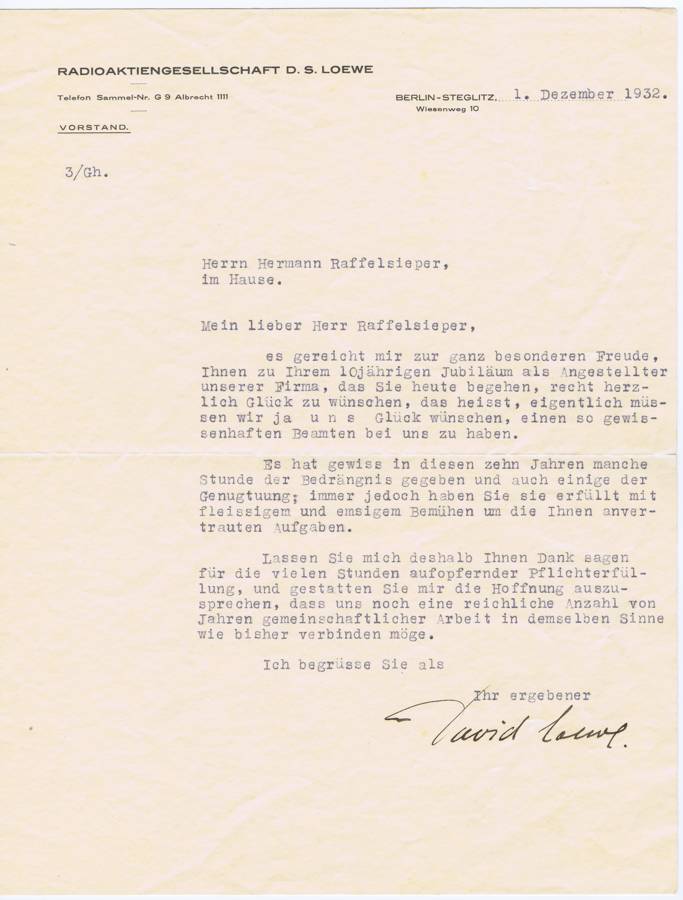 RADIOAKTIENGESELLSCHAFT D. S. LOEWE
Telefon Sammel-Nr. G 9 Albrecht 1111
BERLIN-STEGLITZ, 1. Dezember 1932.
Wiesenweg 10
VORSTAND.
3/Gh.
Herrn Hermann Raffelsieper,
im Hause.
Mein lieber Herr Raffelsieper,
es gereicht mir zur ganz besonderen Freude,
Ihnen zu Ihrem 10jährigen Jubiläum als Angestellter
unserer Firma, das Sie heute begehen, recht herz-
lich Glück zu wünschen, das heisst, eigentlich müs-
sen wir ja u n s Glück wünschen, einen so gewis-
senhaften Beamten bei uns zu haben.
Es hat gewiss in diesen zehn Jahren manche
Stunde der Bedrängnis gegeben und auch einige der
Genugtuung; immer jedoch haben Sie sie erfüllt mit
fleissigem und emsigem Bemühen um die Ihnen anver-
trauten Aufgaben.
Lassen Sie mich deshalb Ihnen Dank sagen
für die vielen Stunden aufopfernder Pflichterfül-
lung, und gestatten Sie mir die Hoffnung auszu-
sprechen, dass uns noch eine reichliche Anzahl von
Jahren gemeinschaftlicher Arbeit in demselben Sinne
wie bisher verbinden möge.
Ich begrüsse Sie als
Ihr ergebener
David Loewe.